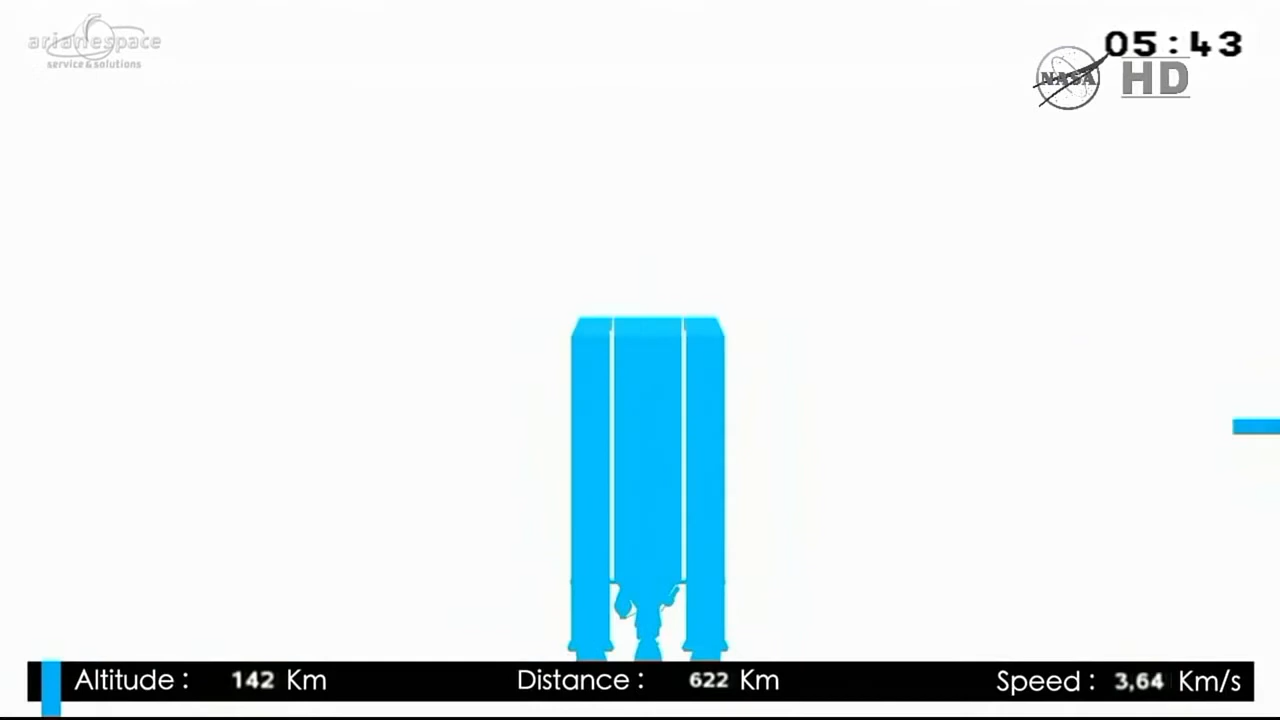 arianespace
service & solutions
05:43
NASA
HD
Altitude : 142 Km
Distance : 622 Km
Speed : 3,64 Km/s